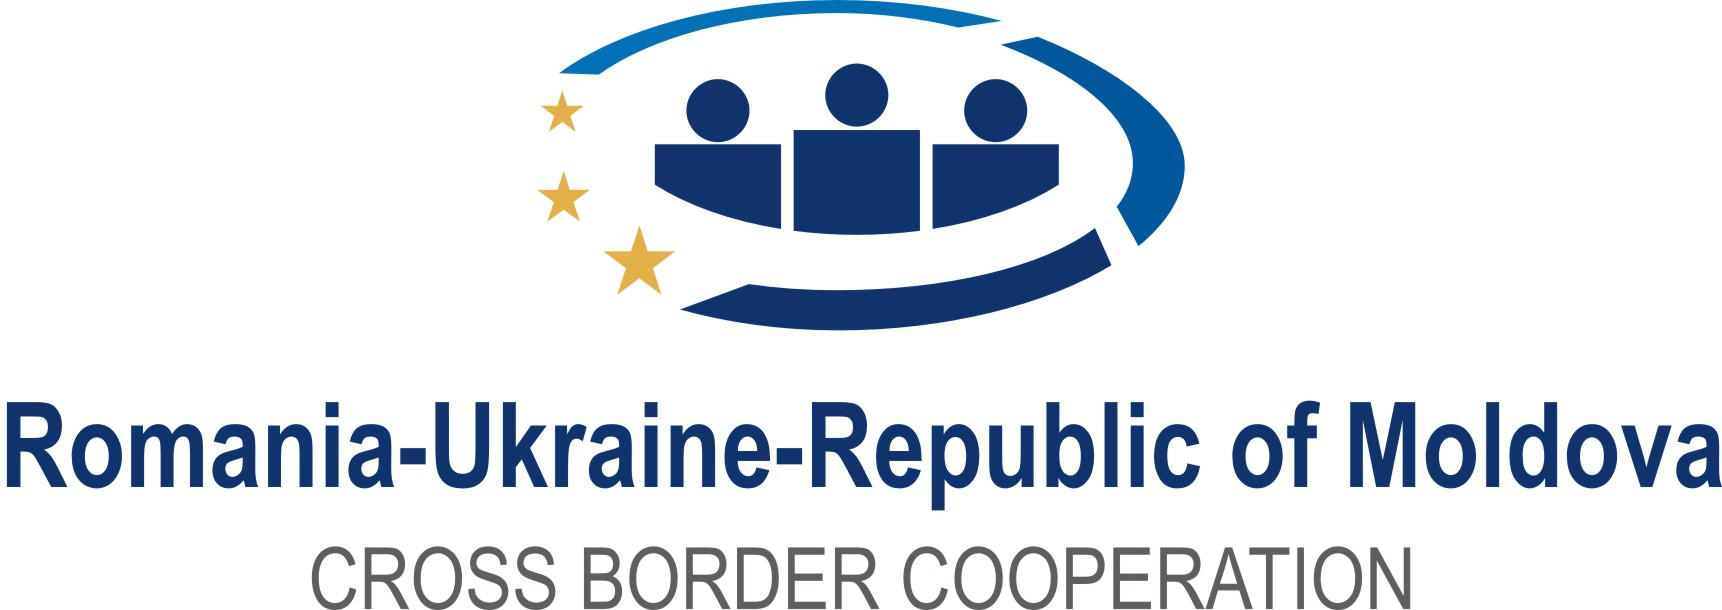 Romania-Ukraine-Republic of Moldova
CROSS BORDER COOPERATION